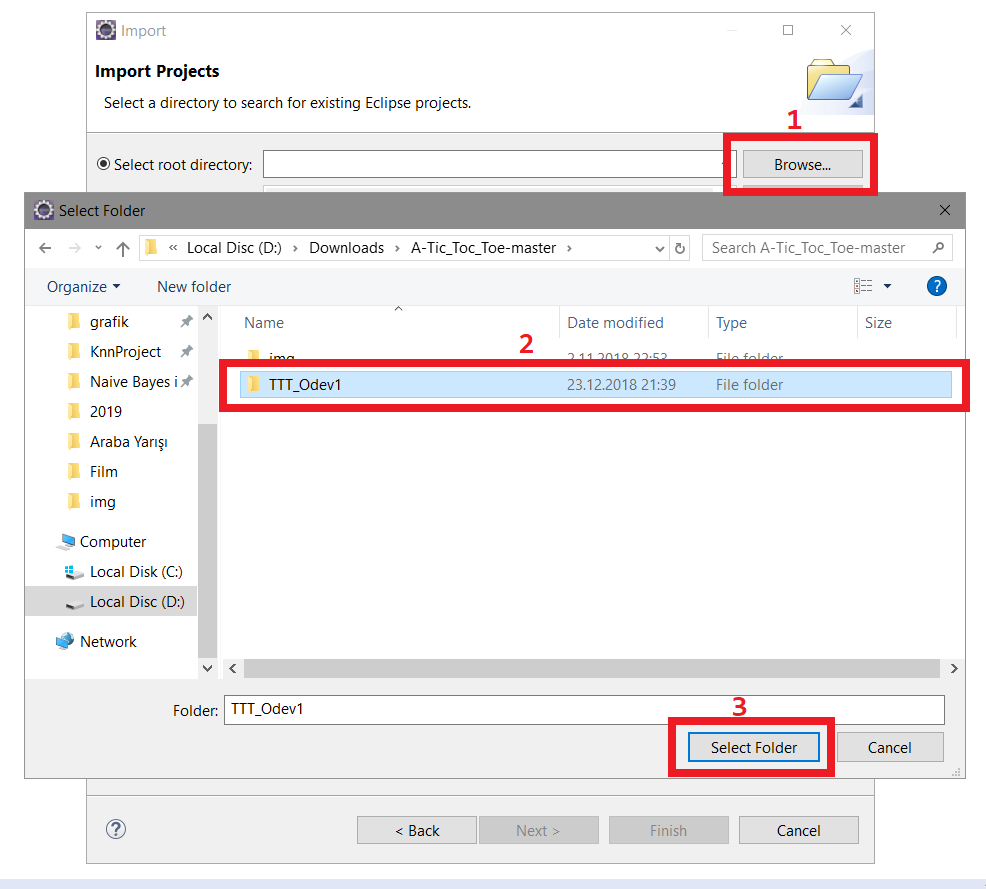 Import
Import Projects
Select a directory to search for existing Eclipse projects.
1
Select root directory:
Browse...
Select Folder
« Local Disc (D:) › Downloads › A-Tic_Toc_Toe-master ›
Search A-Tic_Toc_Toe-master
Organize
New folder
?
grafik
KnnProject
Naive Bayes i
2019
Araba Yarışı
Film
img
Computer
Local Disk (C:)
Local Disc (D:)
Network
Name Date modified Type Size
2
img 2.11.2018 22:53 File folder
TTT_Odev1 23.12.2018 21:39 File folder
Folder: TTT_Odev1
3
Select Folder
Cancel
?
< Back
Next >
Finish
Cancel